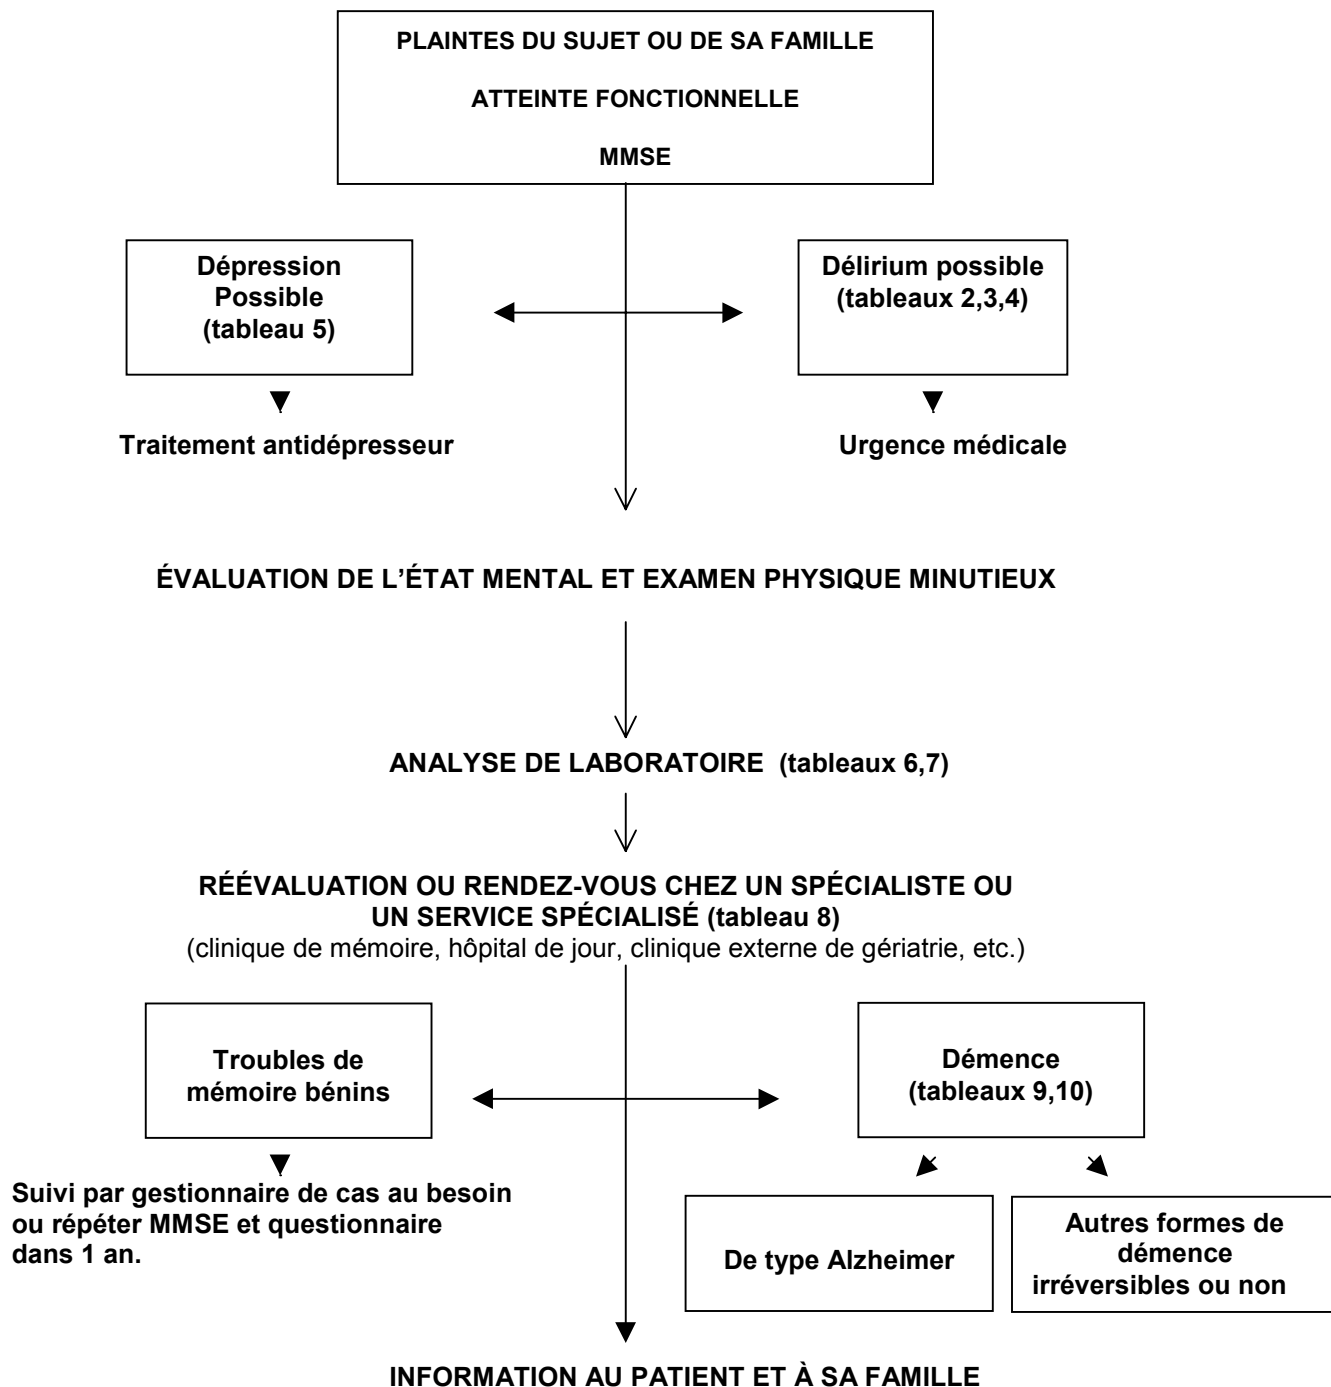 PLAINTES DU SUJET OU DE SA FAMILLE
ATTEINTE FONCTIONNELLE
MMSE
Dépression
Possible
(tableau 5)
Délirium possible
(tableaux 2,3,4)
Traitement antidépresseur
Urgence médicale
ÉVALUATION DE L’ÉTAT MENTAL ET EXAMEN PHYSIQUE MINUTIEUX
ANALYSE DE LABORATOIRE (tableaux 6,7)
RÉÉVALUATION OU RENDEZ-VOUS CHEZ UN SPÉCIALISTE OU
UN SERVICE SPÉCIALISÉ (tableau 8)
(clinique de mémoire, hôpital de jour, clinique externe de gériatrie, etc.)
Troubles de
mémoire bénins
Démence
(tableaux 9,10)
Suivi par gestionnaire de cas au besoin
ou répéter MMSE et questionnaire
dans 1 an.
De type Alzheimer
Autres formes de
démence
irréversibles ou non
INFORMATION AU PATIENT ET À SA FAMILLE